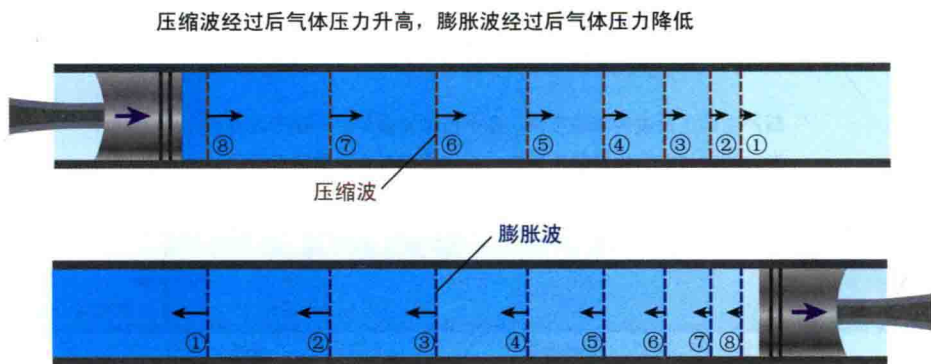 压缩波经过后气体压力升高，膨胀波经过后气体压力降低
⑧ ⑦ ⑥ ⑤ ④ ③ ② ①
压缩波
膨胀波
① ② ③ ④ ⑤ ⑥ ⑦ ⑧